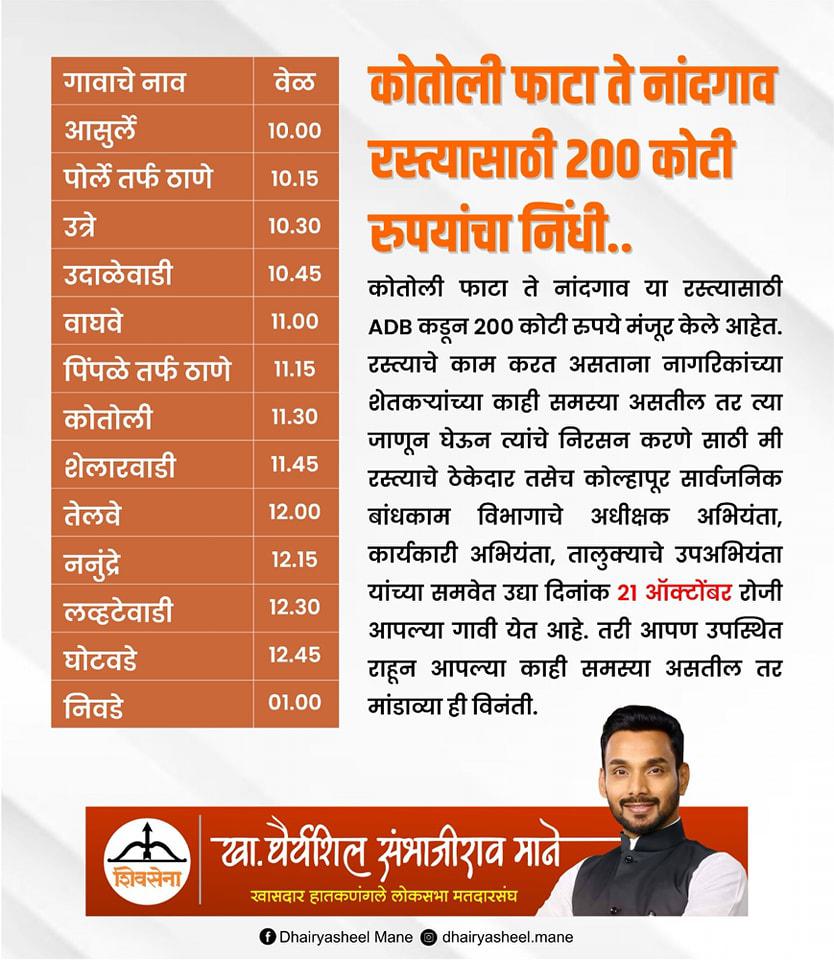 गावाचे नाव वेळ
आसुर्ले 10.00
पोर्ले तर्फ ठाणे 10.15
उत्रे 10.30
उदाळेवाडी 10.45
वाघवे 11.00
पिंपळे तर्फ ठाणे 11.15
कोतोली 11.30
शेलारवाडी 11.45
तेलवे 12.00
ननुंद्रे 12.15
लव्हटेवाडी 12.30
घोटवडे 12.45
निवडे 01.00
कोतोली फाटा ते नांदगाव
रस्त्यासाठी 200 कोटी
रुपयांचा निंधी..
कोतोली फाटा ते नांदगाव या रस्त्यासाठी
ADB कडून 200 कोटी रुपये मंजूर केले आहेत.
रस्त्याचे काम करत असताना नागरिकांच्या
शेतकऱ्यांच्या काही समस्या असतील तर त्या
जाणून घेऊन त्यांचे निरसन करणे साठी मी
रस्त्याचे ठेकेदार तसेच कोल्हापूर सार्वजनिक
बांधकाम विभागाचे अधीक्षक अभियंता,
कार्यकारी अभियंता, तालुक्याचे उपअभियंता
यांच्या समवेत उद्या दिनांक 21 ऑक्टोंबर रोजी
आपल्या गावी येत आहे. तरी आपण उपस्थित
राहून आपल्या काही समस्या असतील तर
मांडाव्या ही विनंती.
शिवसेना
खा. धैर्यशिल संभाजीराव माने
खासदार हातकणंगले लोकसभा मतदारसंघ
Dhairyasheel Mane dhairyasheel.mane